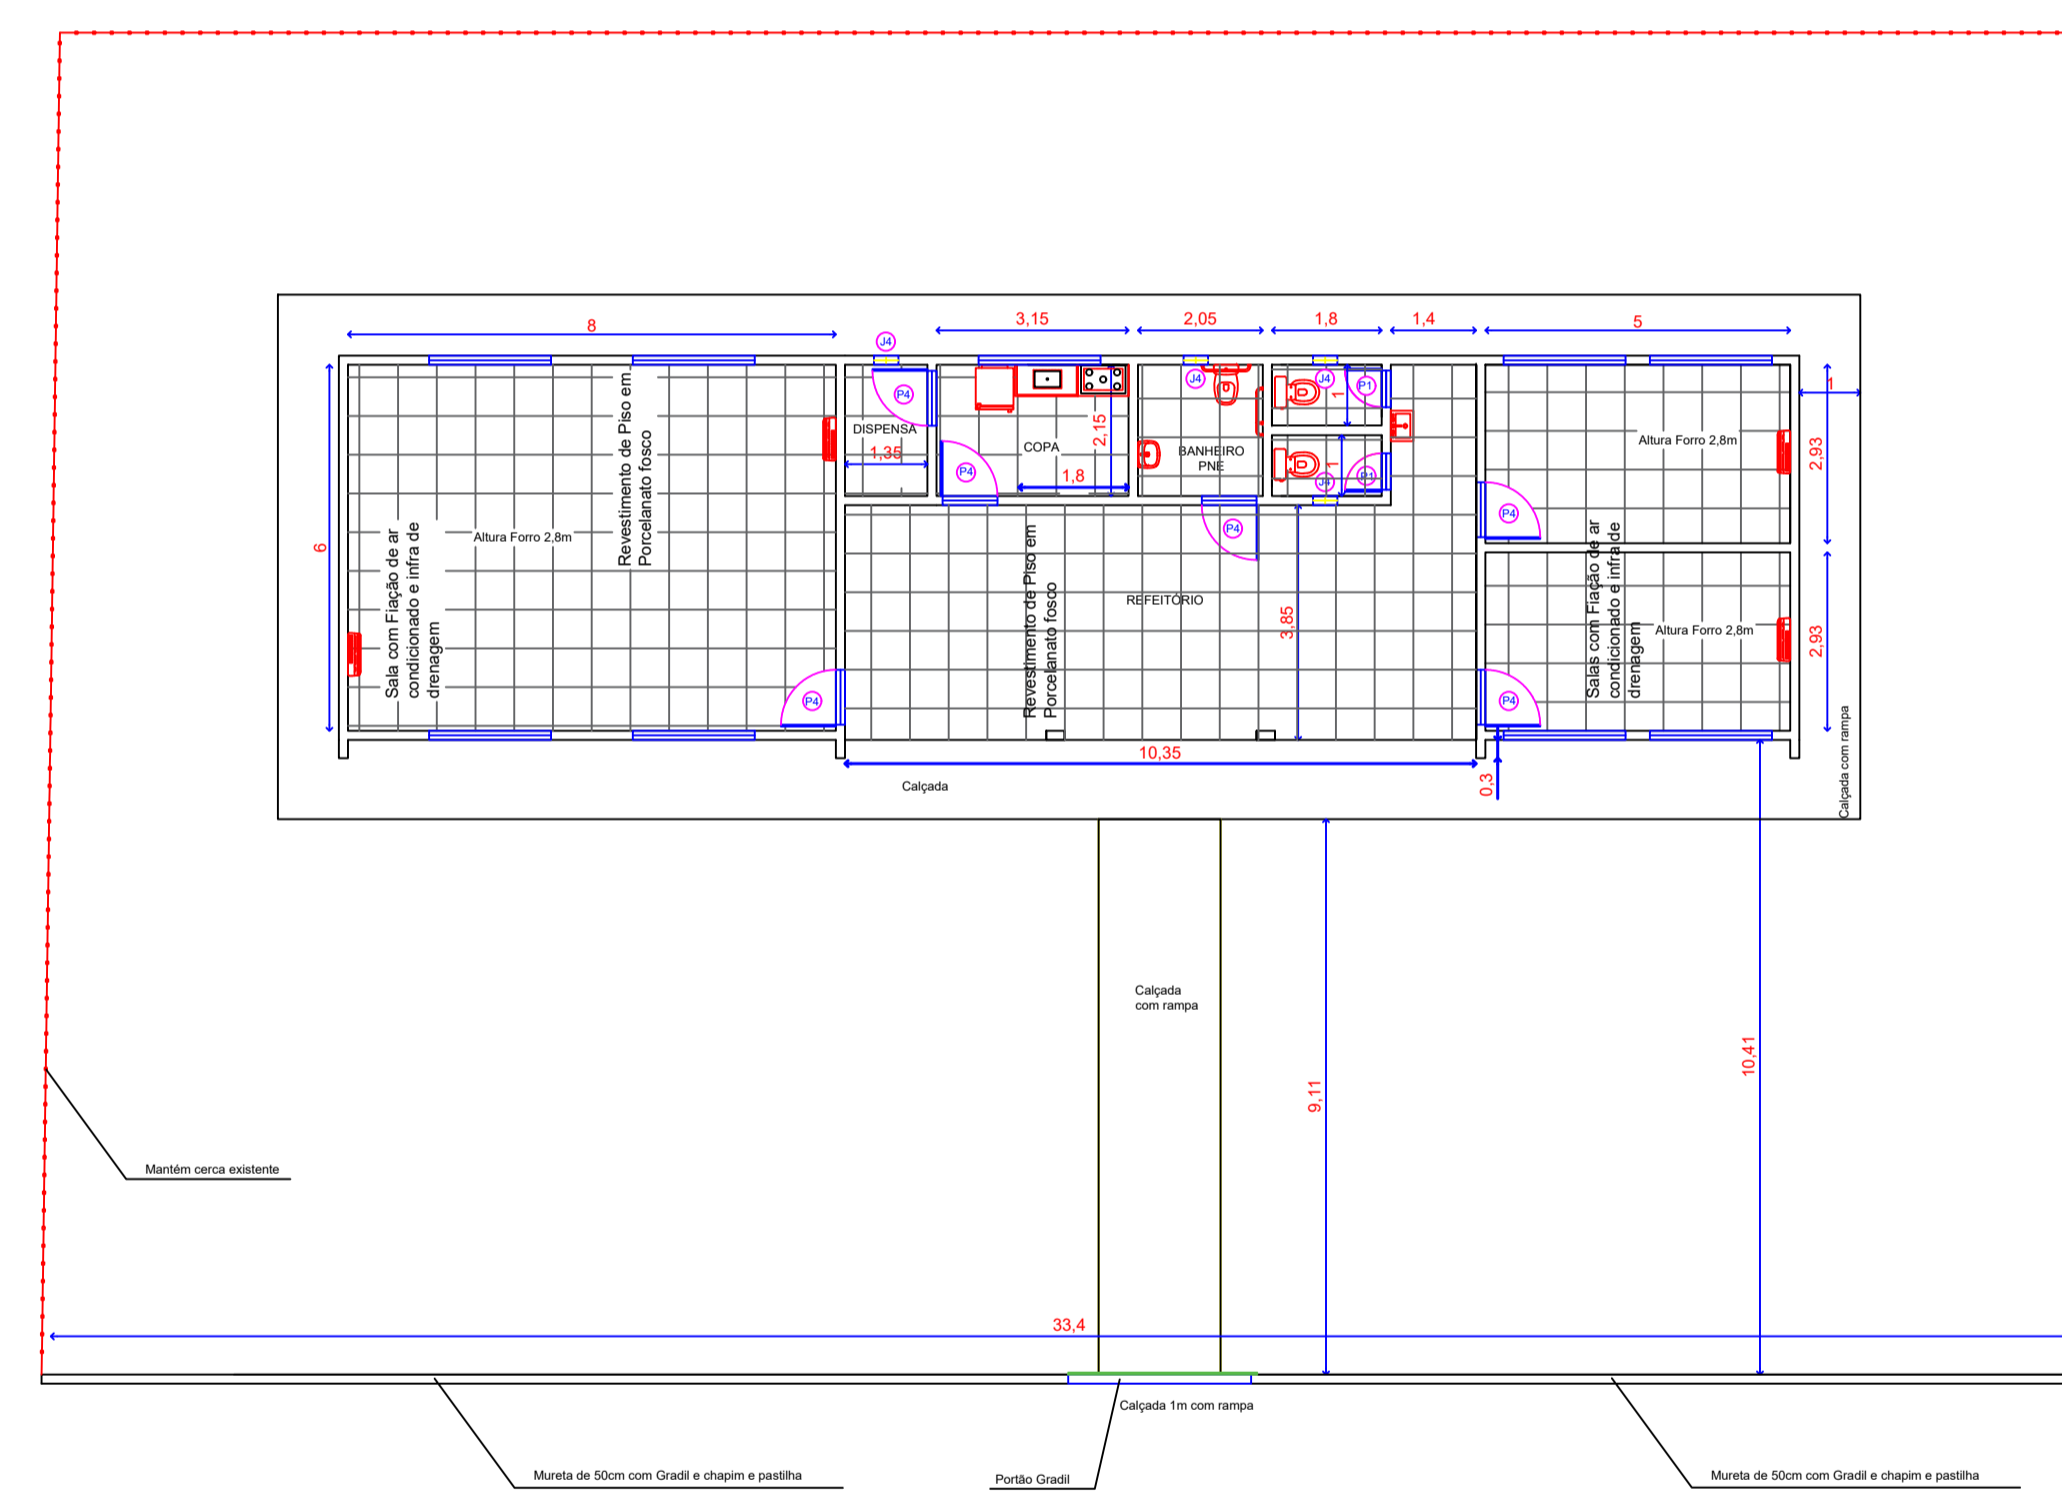 8
3,15
2,05
1,8
1,4
5
J4
1
J4
J4
P1
P4
1
DISPENSA
1,35
COPA
2,15
1,8
P4
BANHEIRO
PNE
1
J4
P1
Altura Forro 2,8m
2,93
Revestimento de Piso em
Porcelanato fosco
6
Sala com Fiação de ar
condicionado e infra de
drenagem
Altura Forro 2,8m
P4
P4
Revestimento de Piso em
Porcelanato fosco
REFEITÓRIO
3,85
Salas com Fiação de ar
condicionado e infra de
drenagem
Altura Forro 2,8m
2,93
P4
P4
10,35
0,3
Calçada
Calçada com rampa
Calçada
com rampa
9,11
10,41
Mantém cerca existente
33,4
Calçada 1m com rampa
Mureta de 50cm com Gradil e chapim e pastilha
Portão Gradil
Mureta de 50cm com Gradil e chapim e pastilha